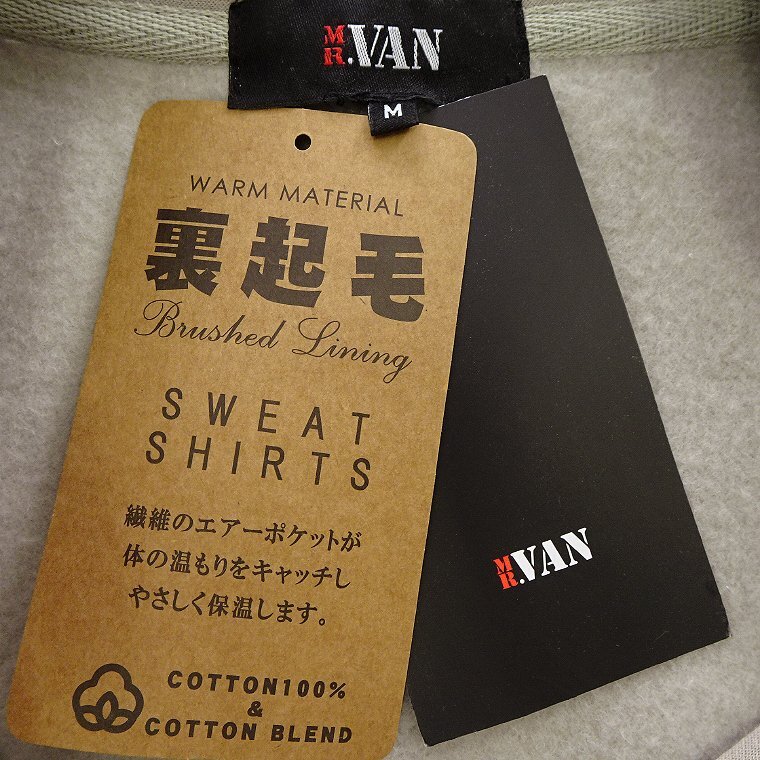 MR.VAN
M
WARM MATERIAL
裏起毛
Brushed Lining
SWEAT
SHIRTS
繊維のエアーポケットが
体の温もりをキャッチし
やさしく保温します。
COTTON100%
&
COTTON BLEND
MR.VAN